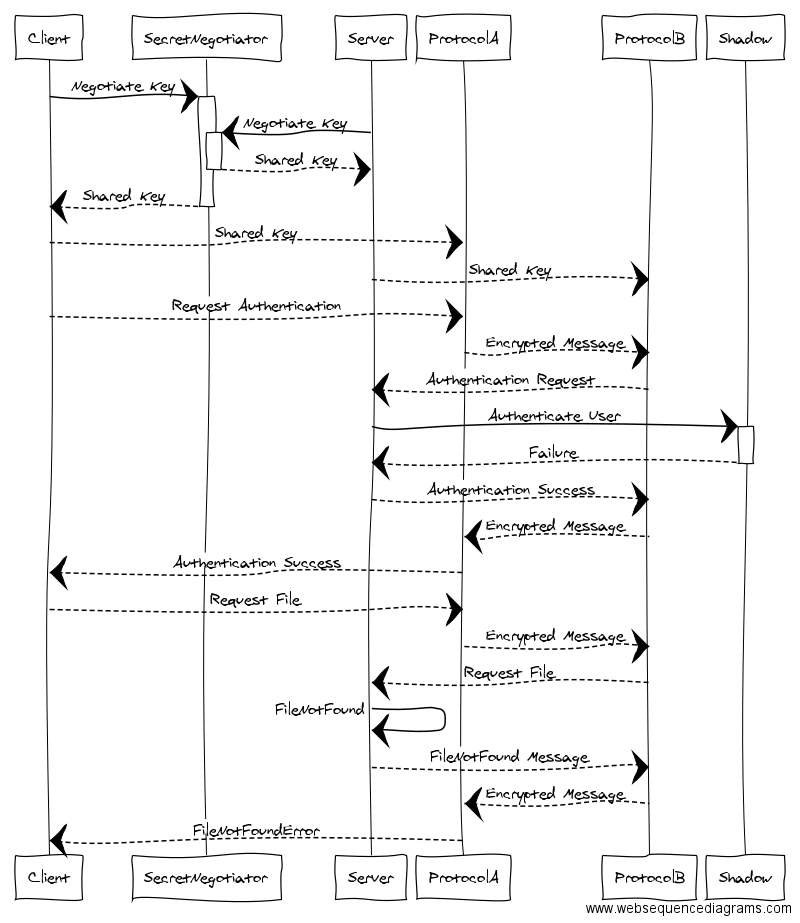 Client SecretNegotiator Server ProtocolA ProtocolB Shadow
Negotiate Key
Negotiate Key
Shared Key
Shared Key
Shared Key
Shared Key
Request Authentication
Encrypted Message
Authentication Request
Authenticate User
Failure
Authentication Success
Encrypted Message
Authentication Success
Request File
Encrypted Message
Request File
FileNotFound
FileNotFound Message
Encrypted Message
FileNotFoundError
Client SecretNegotiator Server ProtocolA ProtocolB Shadow
www.websequencediagrams.com